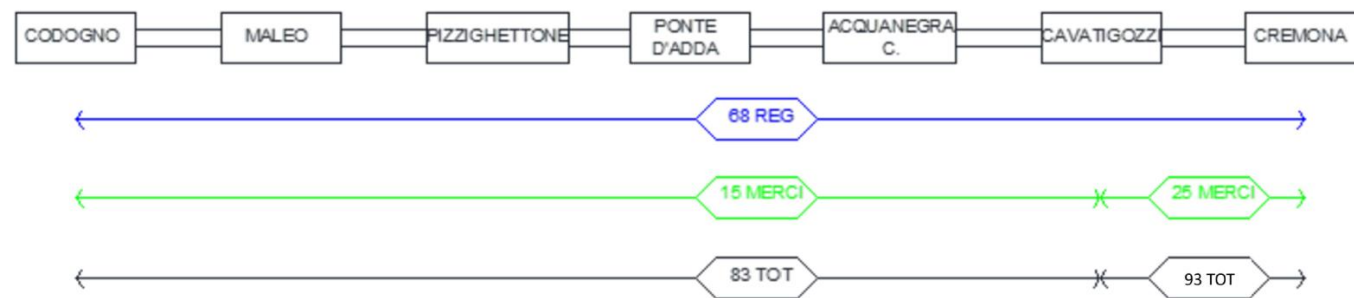 CODOGNO
MALEO
PIZZIGHETTONE
PONTE
D'ADDA
ACQUANEGRA
C.
CAVATIGOZZI
CREMONA
68 REG
15 MERCI
25 MERCI
83 TOT
93 TOT